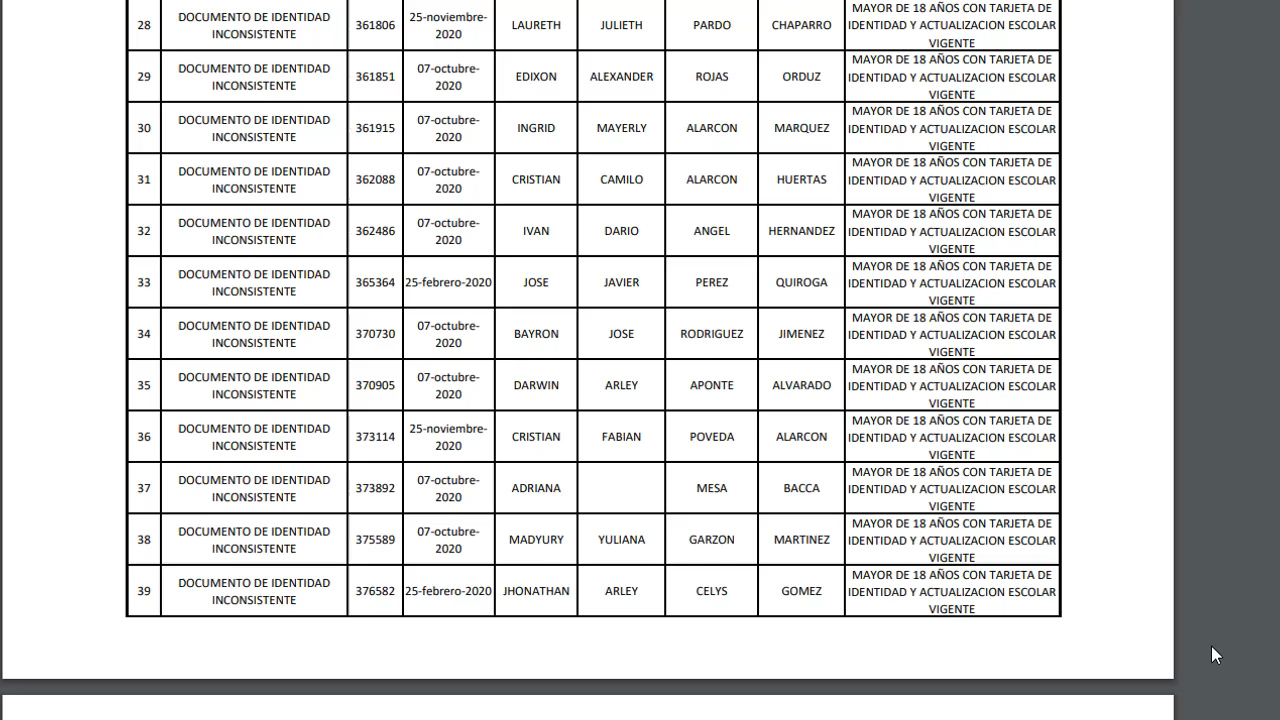 28 DOCUMENTO DE IDENTIDAD INCONSISTENTE 361806 25-noviembre-2020 LAURETH JULIETH PARDO CHAPARRO MAYOR DE 18 AÑOS CON TARJETA DE IDENTIDAD Y ACTUALIZACION ESCOLAR VIGENTE
29 DOCUMENTO DE IDENTIDAD INCONSISTENTE 361851 07-octubre-2020 EDIXON ALEXANDER ROJAS ORDUZ MAYOR DE 18 AÑOS CON TARJETA DE IDENTIDAD Y ACTUALIZACION ESCOLAR VIGENTE
30 DOCUMENTO DE IDENTIDAD INCONSISTENTE 361915 07-octubre-2020 INGRID MAYERLY ALARCON MARQUEZ MAYOR DE 18 AÑOS CON TARJETA DE IDENTIDAD Y ACTUALIZACION ESCOLAR VIGENTE
31 DOCUMENTO DE IDENTIDAD INCONSISTENTE 362088 07-octubre-2020 CRISTIAN CAMILO ALARCON HUERTAS MAYOR DE 18 AÑOS CON TARJETA DE IDENTIDAD Y ACTUALIZACION ESCOLAR VIGENTE
32 DOCUMENTO DE IDENTIDAD INCONSISTENTE 362486 07-octubre-2020 IVAN DARIO ANGEL HERNANDEZ MAYOR DE 18 AÑOS CON TARJETA DE IDENTIDAD Y ACTUALIZACION ESCOLAR VIGENTE
33 DOCUMENTO DE IDENTIDAD INCONSISTENTE 365364 25-febrero-2020 JOSE JAVIER PEREZ QUIROGA MAYOR DE 18 AÑOS CON TARJETA DE IDENTIDAD Y ACTUALIZACION ESCOLAR VIGENTE
34 DOCUMENTO DE IDENTIDAD INCONSISTENTE 370730 07-octubre-2020 BAYRON JOSE RODRIGUEZ JIMENEZ MAYOR DE 18 AÑOS CON TARJETA DE IDENTIDAD Y ACTUALIZACION ESCOLAR VIGENTE
35 DOCUMENTO DE IDENTIDAD INCONSISTENTE 370905 07-octubre-2020 DARWIN ARLEY APONTE ALVARADO MAYOR DE 18 AÑOS CON TARJETA DE IDENTIDAD Y ACTUALIZACION ESCOLAR VIGENTE
36 DOCUMENTO DE IDENTIDAD INCONSISTENTE 373114 25-noviembre-2020 CRISTIAN FABIAN POVEDA ALARCON MAYOR DE 18 AÑOS CON TARJETA DE IDENTIDAD Y ACTUALIZACION ESCOLAR VIGENTE
37 DOCUMENTO DE IDENTIDAD INCONSISTENTE 373892 07-octubre-2020 ADRIANA MESA BACCA MAYOR DE 18 AÑOS CON TARJETA DE IDENTIDAD Y ACTUALIZACION ESCOLAR VIGENTE
38 DOCUMENTO DE IDENTIDAD INCONSISTENTE 375589 07-octubre-2020 MADYURY YULIANA GARZON MARTINEZ MAYOR DE 18 AÑOS CON TARJETA DE IDENTIDAD Y ACTUALIZACION ESCOLAR VIGENTE
39 DOCUMENTO DE IDENTIDAD INCONSISTENTE 376582 25-febrero-2020 JHONATHAN ARLEY CELYS GOMEZ MAYOR DE 18 AÑOS CON TARJETA DE IDENTIDAD Y ACTUALIZACION ESCOLAR VIGENTE